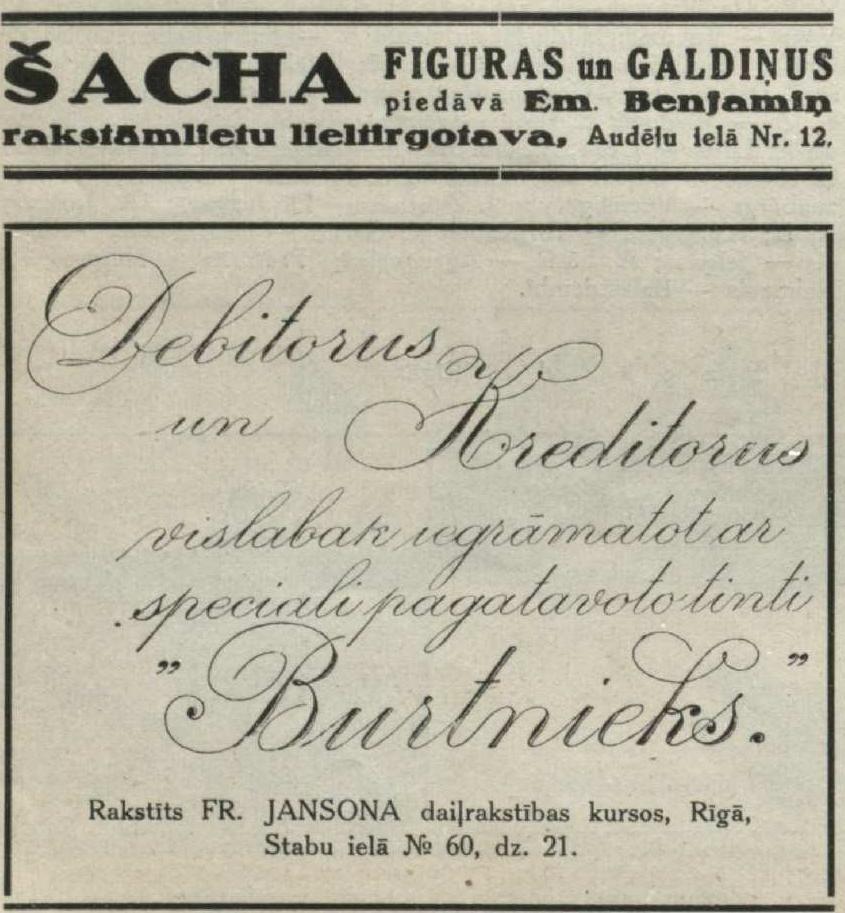 ŠACHA FIGURAS un GALDIŅUS
piedāvā Em. Benjamiņ
rakstāmlietu lieltirgotava, Audēju ielā Nr. 12.
Debitorus
un Kreditorus
vislabak iegrāmatot ar
speciali pagatavoto tinti
"Burtnieks."
Rakstīts FR. JANSONA daiļrakstības kursos, Rīgā,
Stabu ielā № 60, dz. 21.